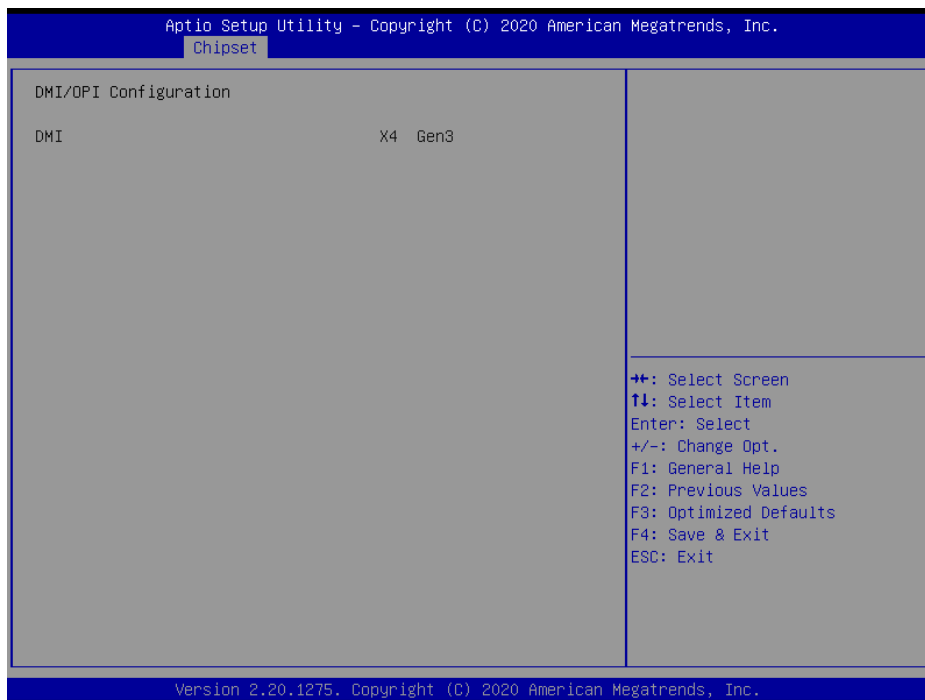 Aptio Setup Utility – Copyright (C) 2020 American Megatrends, Inc.
Chipset
DMI/OPI Configuration
DMI X4 Gen3
→←: Select Screen
↑↓: Select Item
Enter: Select
+/-: Change Opt.
F1: General Help
F2: Previous Values
F3: Optimized Defaults
F4: Save & Exit
ESC: Exit
Version 2.20.1275. Copyright (C) 2020 American Megatrends, Inc.